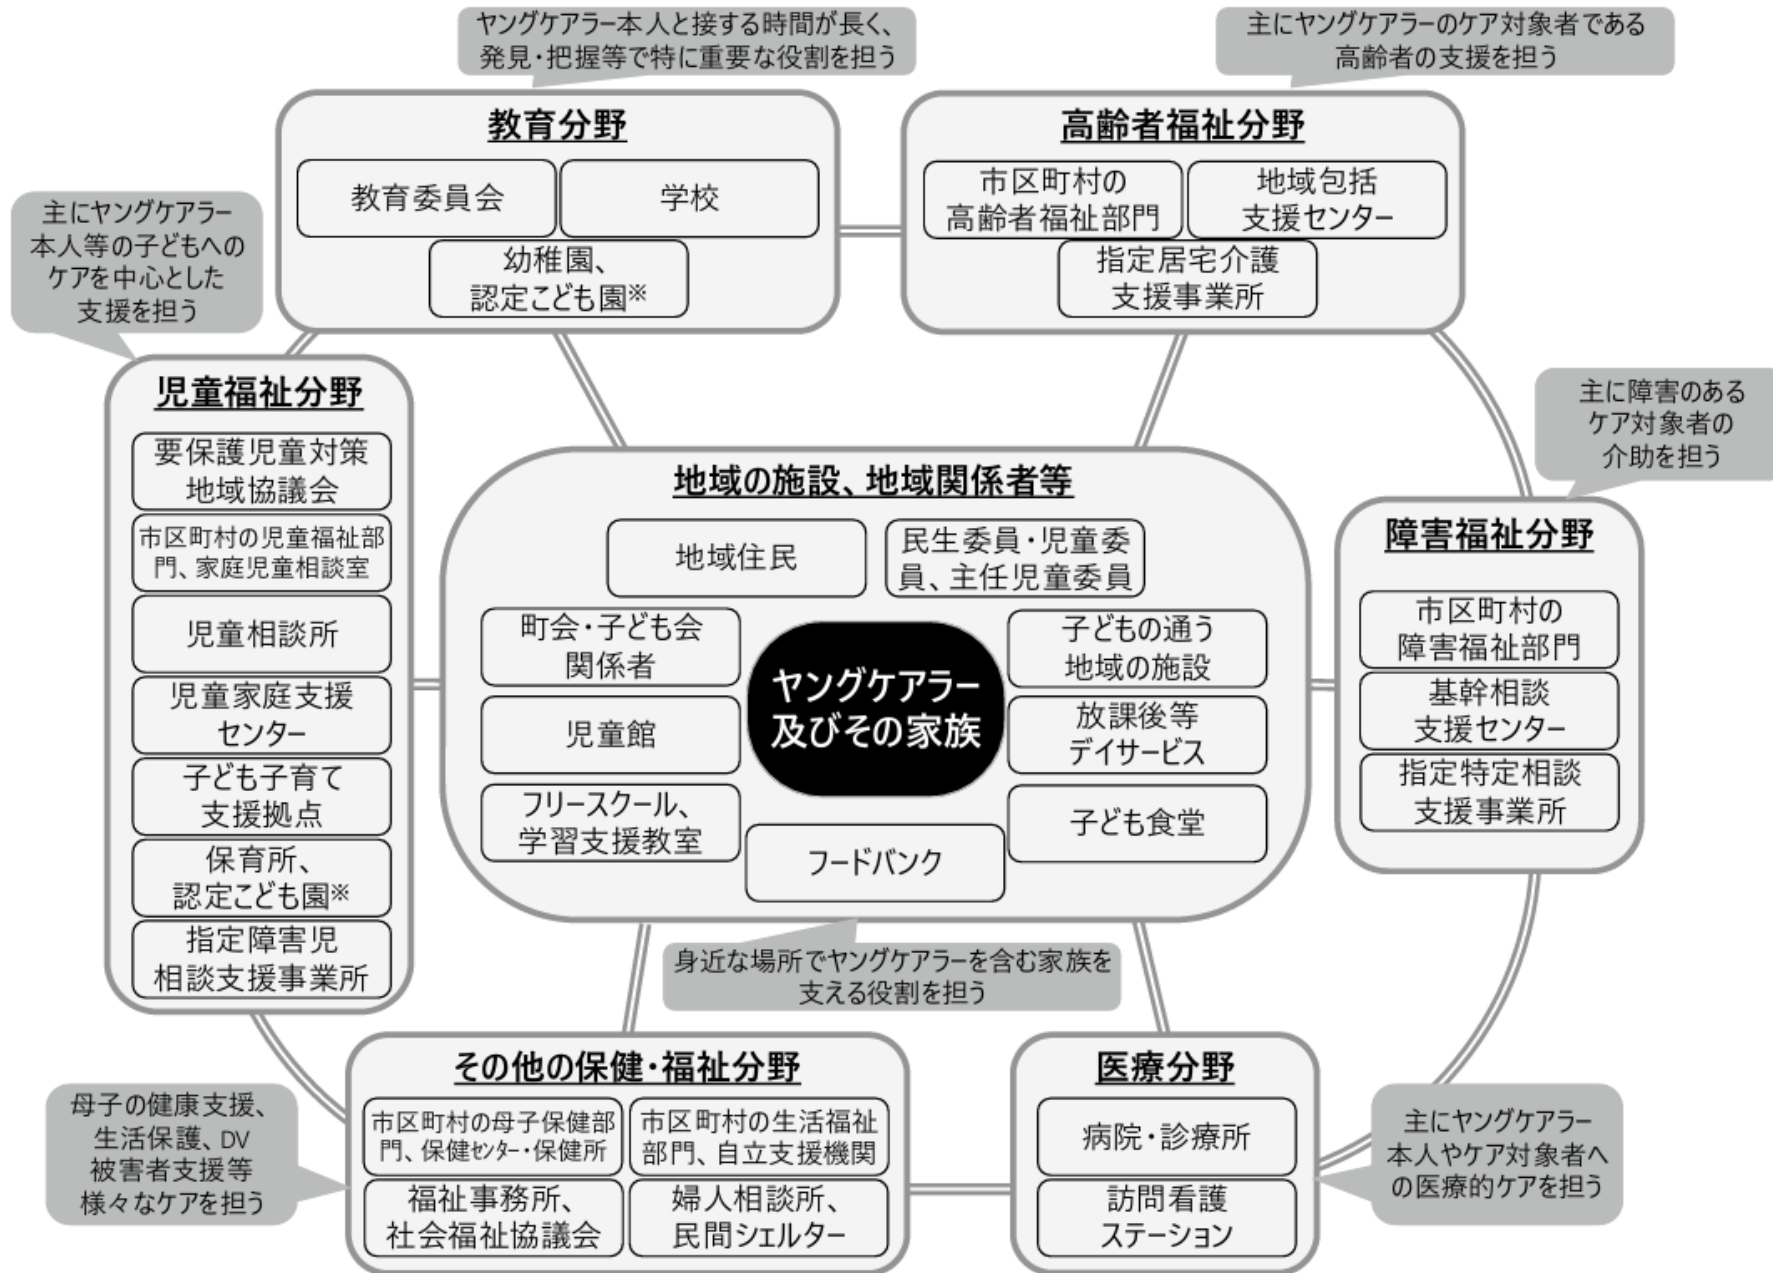 ヤングケアラー本人と接する時間が長く、
発見・把握等で特に重要な役割を担う
主にヤングケアラーのケア対象者である
高齢者の支援を担う
教育分野
教育委員会
学校
幼稚園、
認定こども園※
高齢者福祉分野
市区町村の
高齢者福祉部門
地域包括
支援センター
指定居宅介護
支援事業所
主にヤングケアラー
本人等の子どもへの
ケアを中心とした
支援を担う
児童福祉分野
要保護児童対策
地域協議会
市区町村の児童福祉部
門、家庭児童相談室
児童相談所
児童家庭支援
センター
子ども子育て
支援拠点
保育所、
認定こども園※
指定障害児
相談支援事業所
地域の施設、地域関係者等
地域住民
民生委員・児童委
員、主任児童委員
町会・子ども会
関係者
児童館
フリースクール、
学習支援教室
ヤングケアラー
及びその家族
子どもの通う
地域の施設
放課後等
デイサービス
子ども食堂
フードバンク
身近な場所でヤングケアラーを含む家族を
支える役割を担う
主に障害のある
ケア対象者の
介助を担う
障害福祉分野
市区町村の
障害福祉部門
基幹相談
支援センター
指定特定相談
支援事業所
母子の健康支援、
生活保護、DV
被害者支援等
様々なケアを担う
その他の保健・福祉分野
市区町村の母子保健部
門、保健センター・保健所
市区町村の生活福祉
部門、自立支援機関
福祉事務所、
社会福祉協議会
婦人相談所、
民間シェルター
医療分野
病院・診療所
訪問看護
ステーション
主にヤングケアラー
本人やケア対象者へ
の医療的ケアを担う